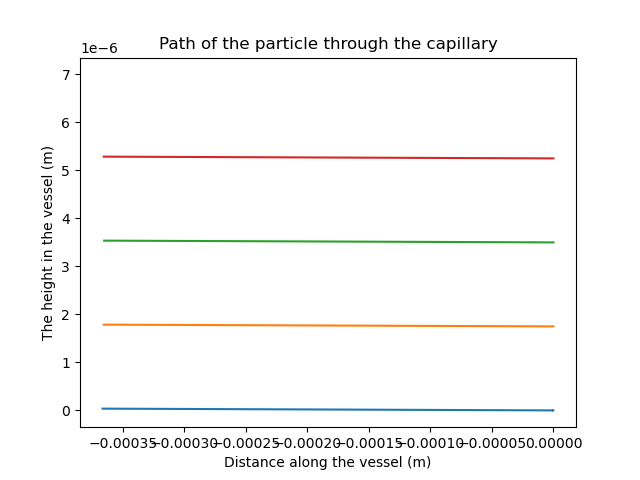 Path of the particle through the capillary
1e−6
7
6
5
4
3
2
1
0
The height in the vessel (m)
−0.00035 −0.00030 −0.00025 −0.00020 −0.00015 −0.00010 −0.00005 0.00000
Distance along the vessel (m)